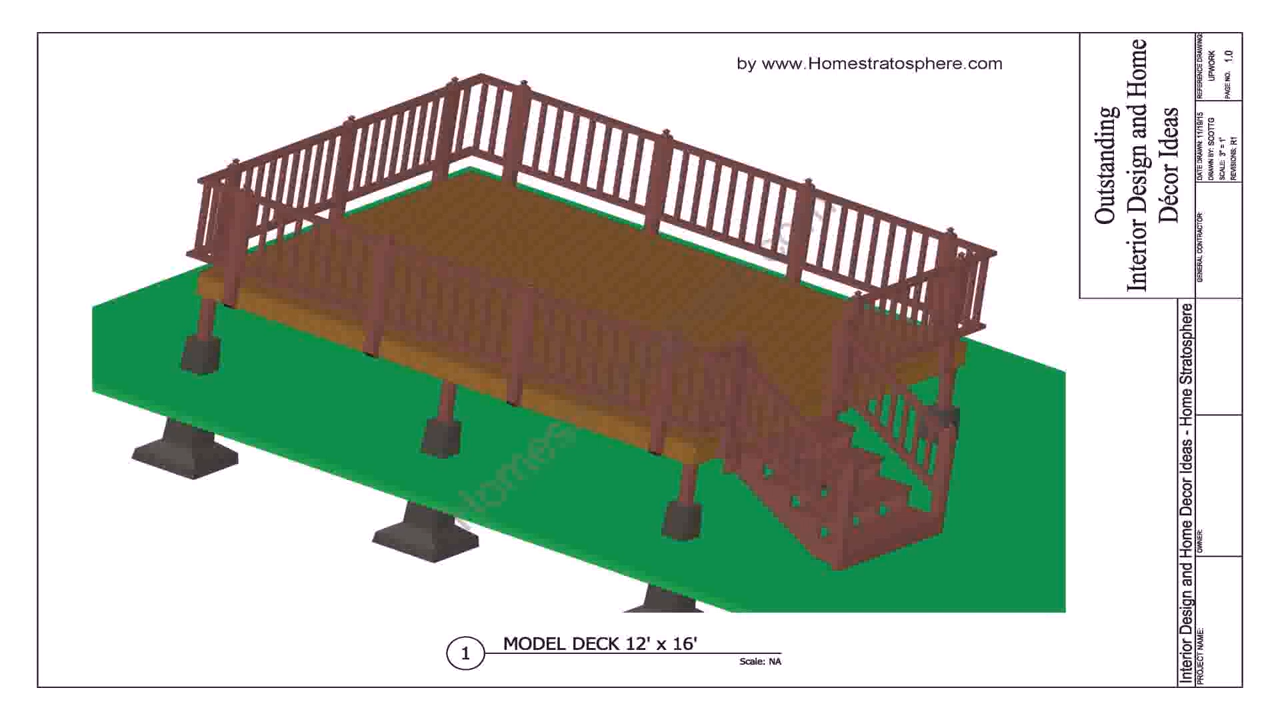 by www.Homestratosphere.com
Outstanding
Interior Design and Home
Décor Ideas
REFERENCE DRAWING:
UPWORK
PAGE NO. 1.0
DATE DRAWN: 11/19/15
DRAWN BY: SCOTTG
SCALE: 3" = 1'
REVISIONS: R1
GENERAL CONTRACTOR:
OWNER:
PROJECT NAME:
Interior Design and Home Decor Ideas - Home Stratosphere
Homes
1
MODEL DECK 12' x 16'
Scale: NA